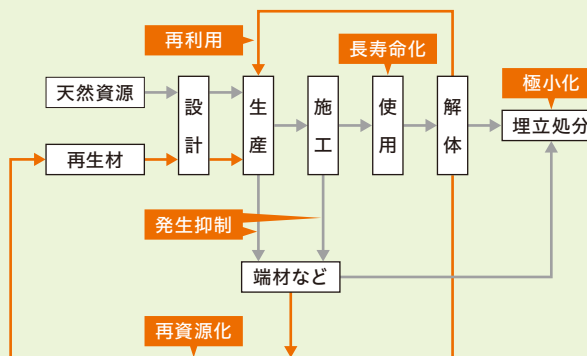 再利用
長寿命化
極小化
天然資源
設計
生産
施工
使用
解体
埋立処分
再生材
発生抑制
端材など
再資源化